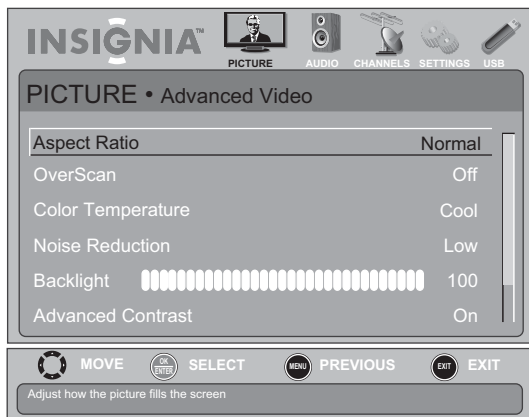 INSIGNIA™
PICTURE AUDIO CHANNELS SETTINGS USB
PICTURE • Advanced Video
Aspect Ratio Normal
OverScan Off
Color Temperature Cool
Noise Reduction Low
Backlight 100
Advanced Contrast On
MOVE OK ENTER SELECT MENU PREVIOUS EXIT EXIT
Adjust how the picture fills the screen